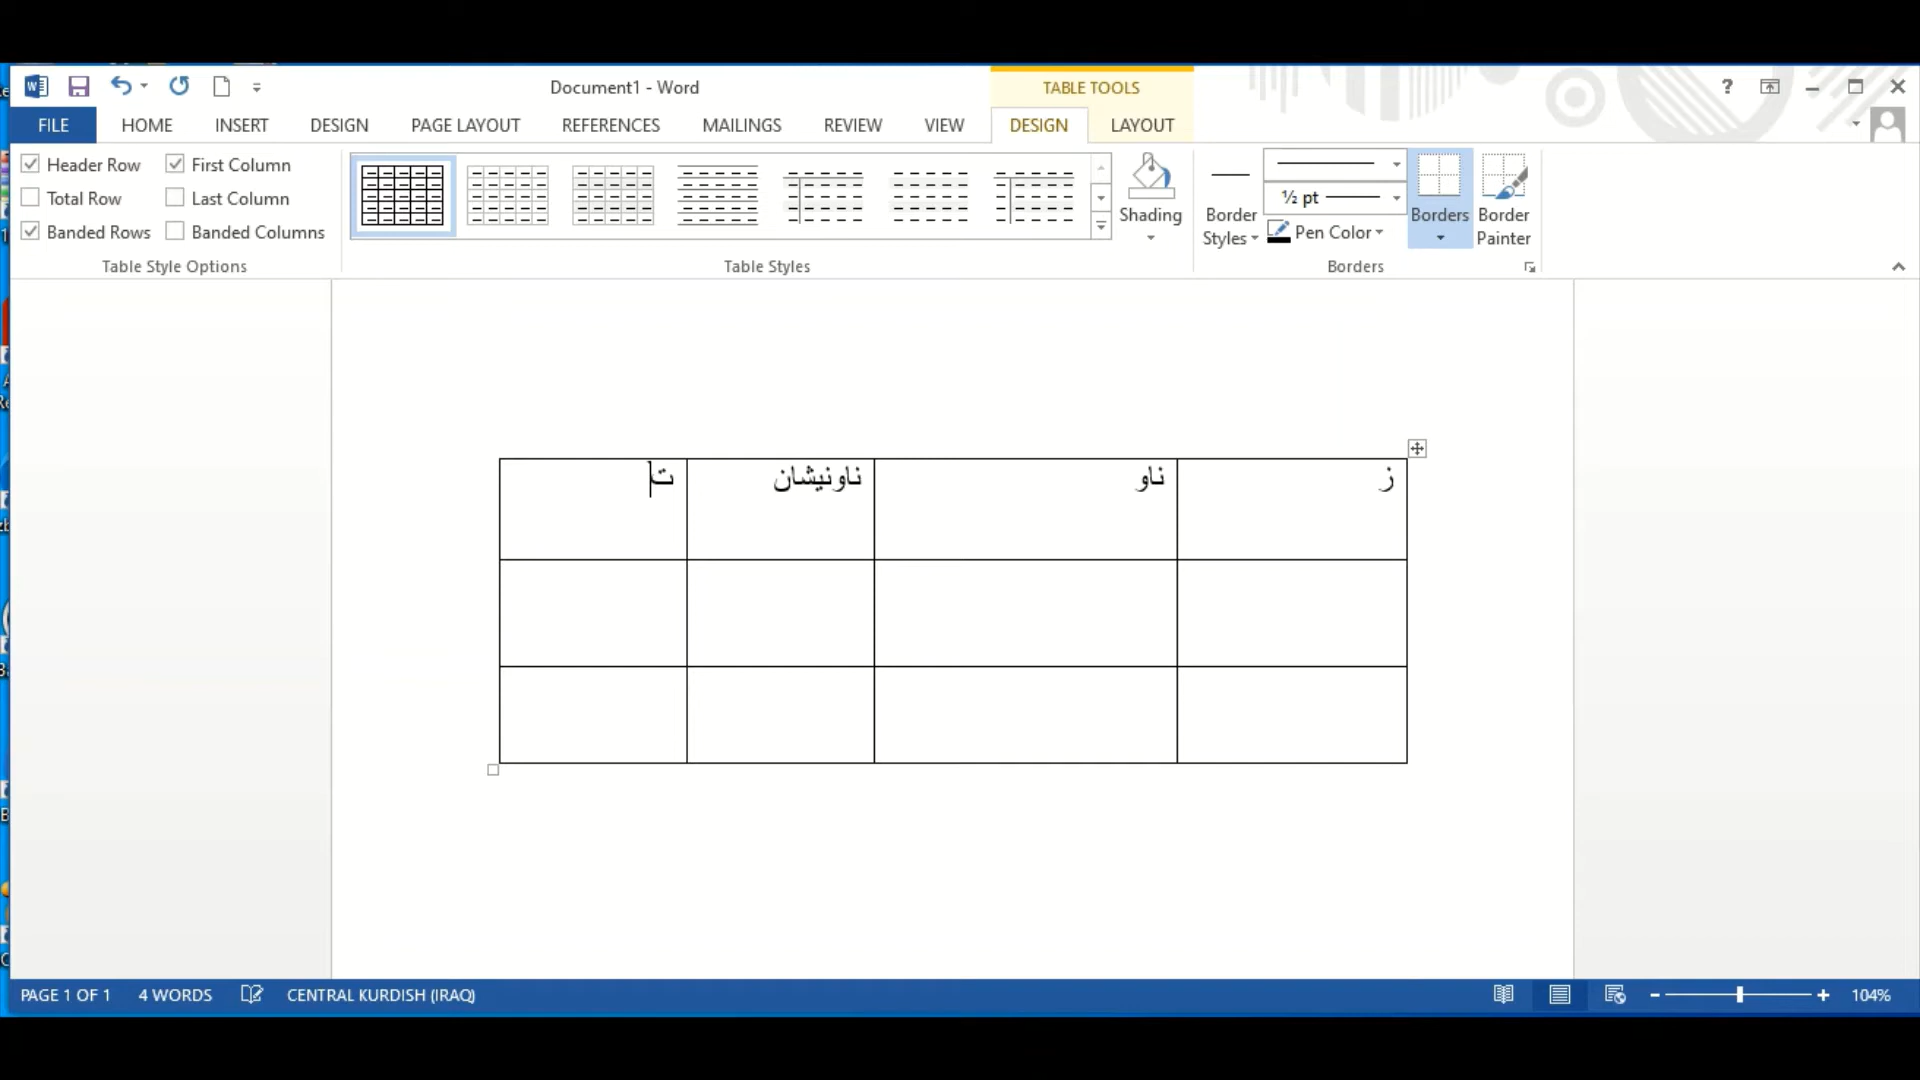 Document1 - Word
TABLE TOOLS
?
FILE
HOME
INSERT
DESIGN
PAGE LAYOUT
REFERENCES
MAILINGS
REVIEW
VIEW
DESIGN
LAYOUT
Header Row
First Column
Total Row
Last Column
Banded Rows
Banded Columns
Table Style Options
Table Styles
Shading
Border
Styles
½ pt
Pen Color
Borders
Border
Painter
Borders
ز
ناو
ناونیشان
ت
PAGE 1 OF 1
4 WORDS
CENTRAL KURDISH (IRAQ)
104%